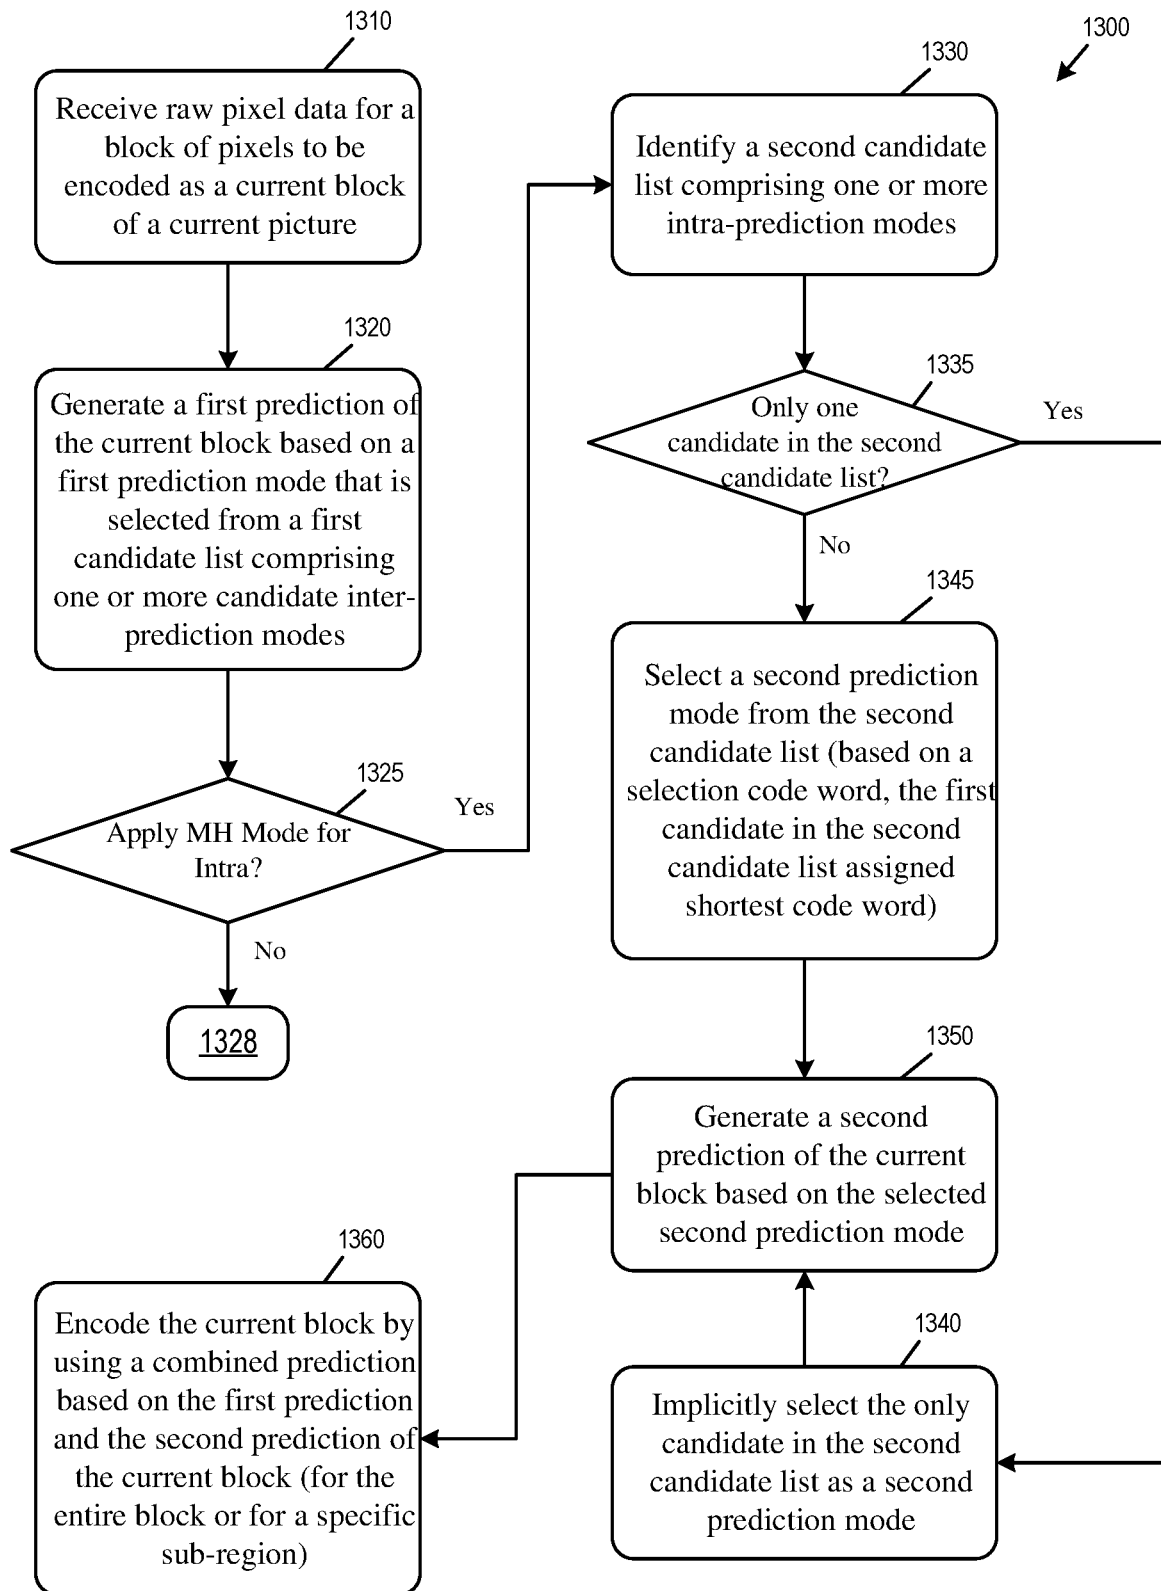 1300
1310
Receive raw pixel data for a
block of pixels to be
encoded as a current block
of a current picture
1320
Generate a first prediction of
the current block based on a
first prediction mode that is
selected from a first
candidate list comprising
one or more candidate inter-
prediction modes
1325
Apply MH Mode for
Intra?
Yes
No
1328
1330
Identify a second candidate
list comprising one or more
intra-prediction modes
1335
Only one
candidate in the second
candidate list?
Yes
No
1345
Select a second prediction
mode from the second
candidate list (based on a
selection code word, the first
candidate in the second
candidate list assigned
shortest code word)
1350
Generate a second
prediction of the current
block based on the selected
second prediction mode
1340
Implicitly select the only
candidate in the second
candidate list as a second
prediction mode
1360
Encode the current block by
using a combined prediction
based on the first prediction
and the second prediction of
the current block (for the
entire block or for a specific
sub-region)